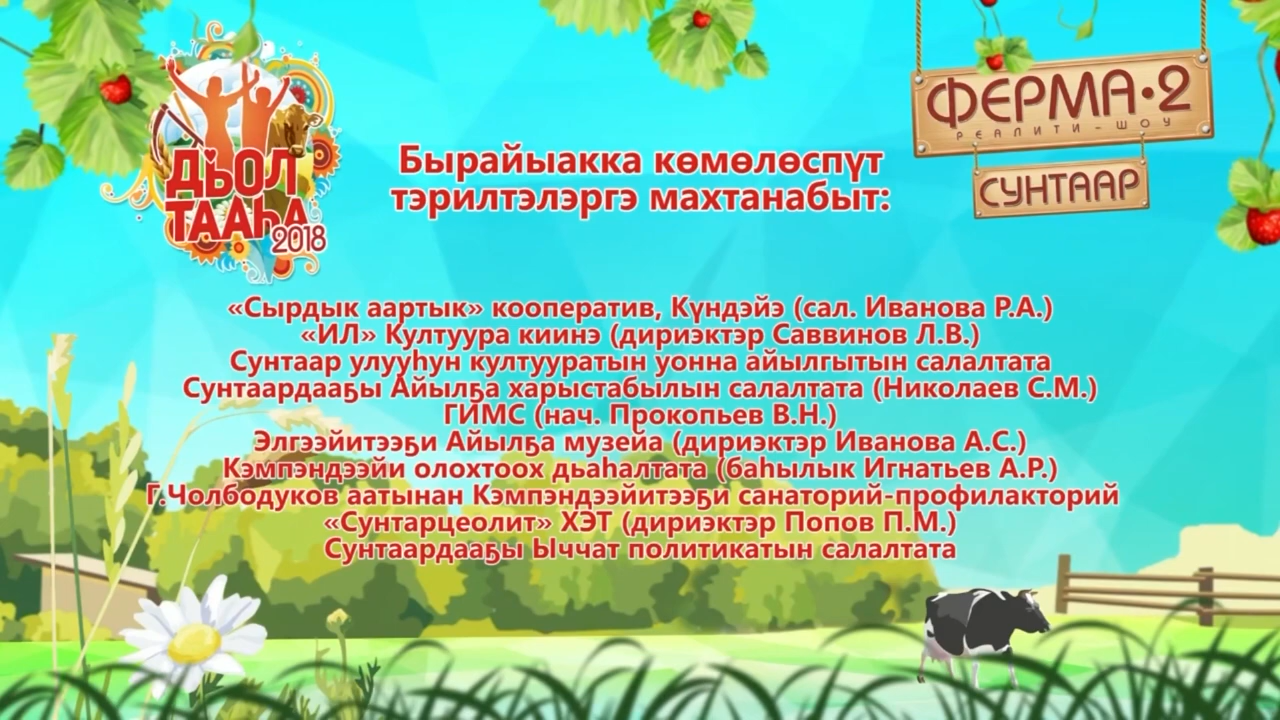 ДЬОЛ
ТААҺА
2018
ФЕРМА•2
РЕАЛИТИ-ШОУ
СУНТААР
Бырайыакка көмөлөспүт
тэрилтэлэргэ махтанабыт:
«Сырдык аартык» кооператив, Күндэйэ (сал. Иванова Р.А.)
«ИЛ» Култуура киинэ (дириэктэр Саввинов Л.В.)
Сунтаар улууһун култууратын уонна айылгытын салалтата
Сунтаардааҕы Айылҕа харыстабылын салалтата (Николаев С.М.)
ГИМС (нач. Прокопьев В.Н.)
Элгээйитээҕи Айылҕа музейа (дириэктэр Иванова А.С.)
Кэмпэндээйи олохтоох дьаһалтата (баһылык Игнатьев А.Р.)
Г.Чолбодуков аатынан Кэмпэндээйитээҕи санаторий-профилакторий
«Сунтарцеолит» ХЭТ (дириэктэр Попов П.М.)
Сунтаардааҕы Ыччат политикатын салалтата